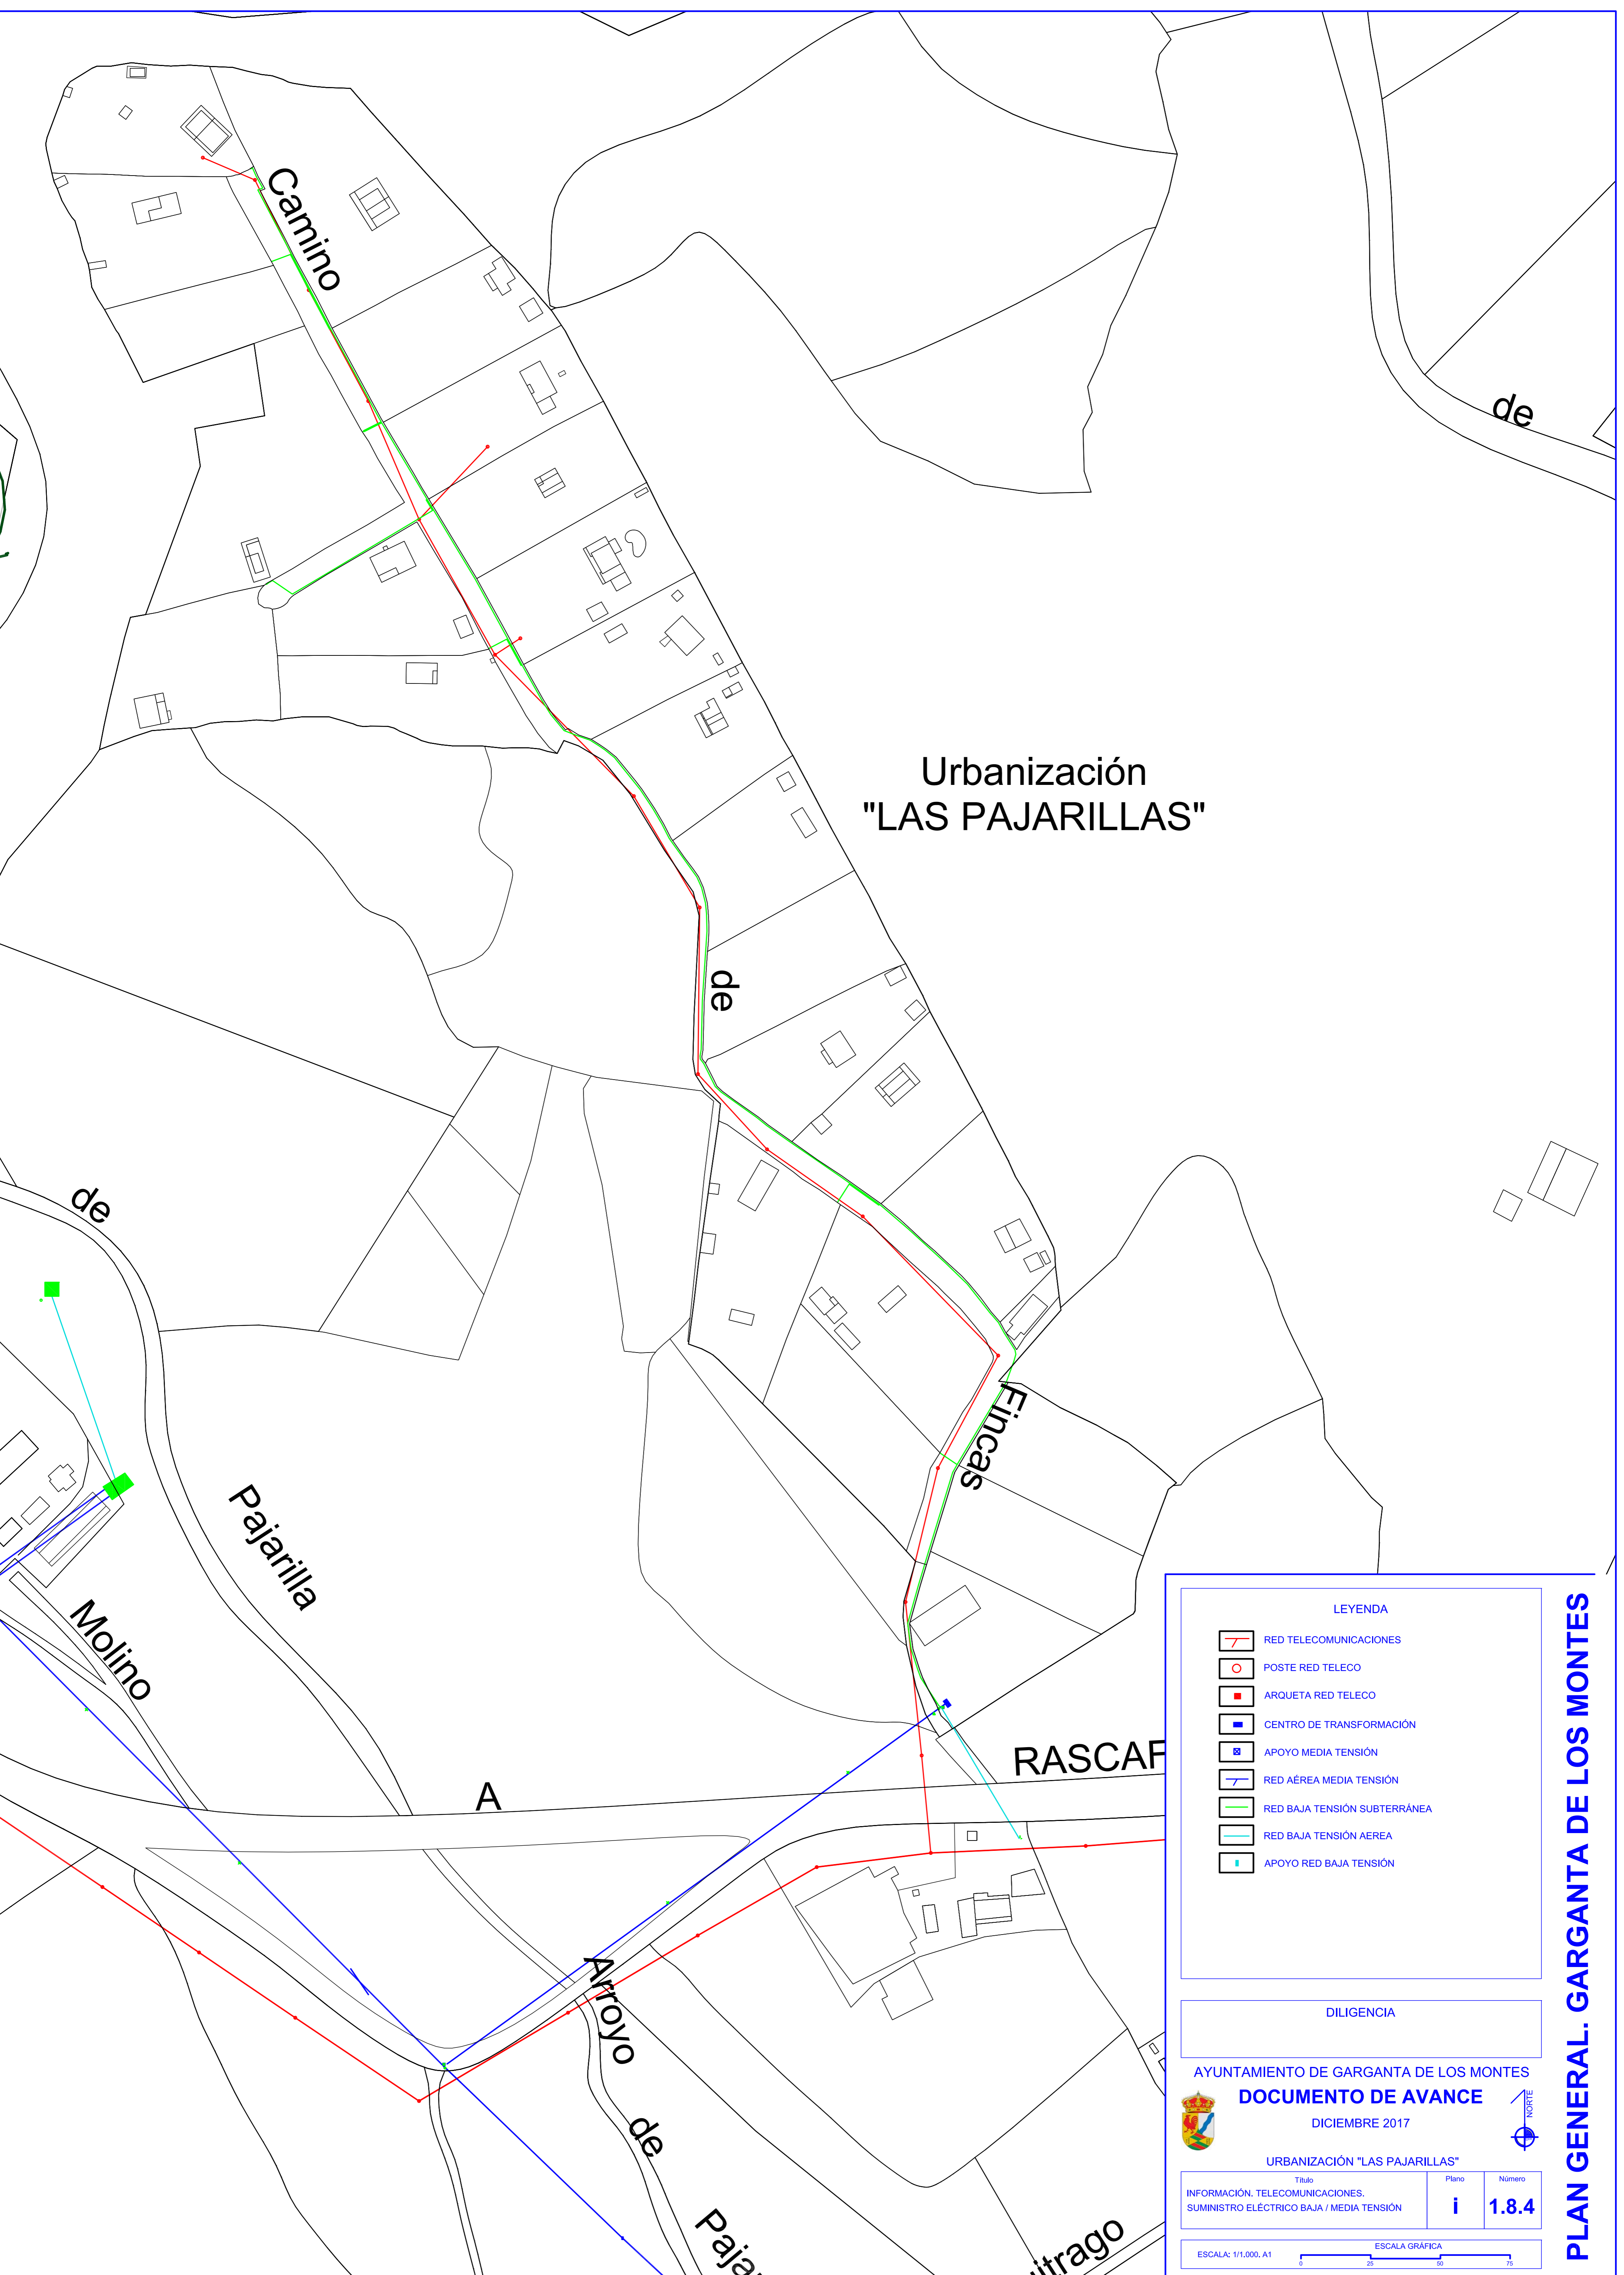 Camino
de
Urbanización
"LAS PAJARILLAS"
de
de
Fincas
Pajarilla
Molino
A
RASCAF
Arroyo
de
Paja
itrago
LEYENDA
RED TELECOMUNICACIONES
POSTE RED TELECO
ARQUETA RED TELECO
CENTRO DE TRANSFORMACIÓN
APOYO MEDIA TENSIÓN
RED AÉREA MEDIA TENSIÓN
RED BAJA TENSIÓN SUBTERRÁNEA
RED BAJA TENSIÓN AEREA
APOYO RED BAJA TENSIÓN
DILIGENCIA
AYUNTAMIENTO DE GARGANTA DE LOS MONTES
DOCUMENTO DE AVANCE
DICIEMBRE 2017
NORTE
URBANIZACIÓN "LAS PAJARILLAS"
Título
INFORMACIÓN. TELECOMUNICACIONES.
SUMINISTRO ELÉCTRICO BAJA / MEDIA TENSIÓN
Plano
i
Número
1.8.4
ESCALA: 1/1.000. A1
ESCALA GRÁFICA
0 25 50 75
PLAN GENERAL. GARGANTA DE LOS MONTES